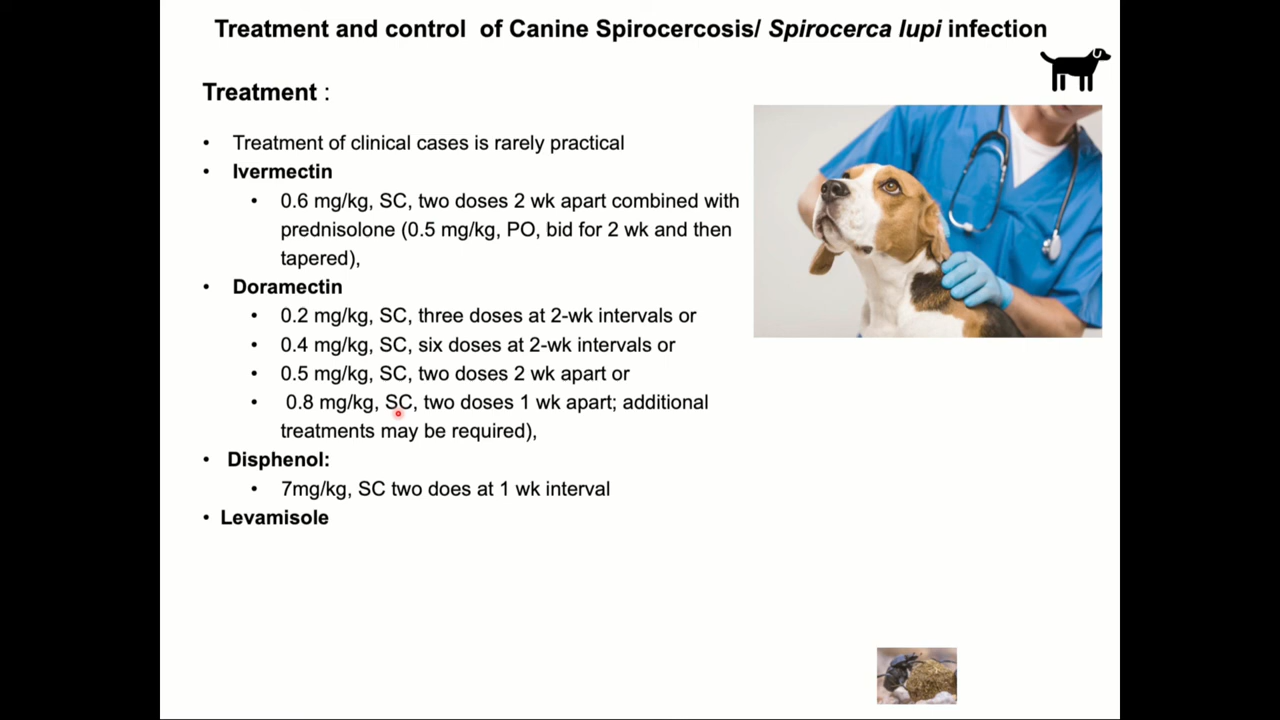 Treatment and control of Canine Spirocercosis/ Spirocerca lupi infection
Treatment :
• Treatment of clinical cases is rarely practical
• Ivermectin
• 0.6 mg/kg, SC, two doses 2 wk apart combined with
prednisolone (0.5 mg/kg, PO, bid for 2 wk and then
tapered),
• Doramectin
• 0.2 mg/kg, SC, three doses at 2-wk intervals or
• 0.4 mg/kg, SC, six doses at 2-wk intervals or
• 0.5 mg/kg, SC, two doses 2 wk apart or
• 0.8 mg/kg, SC, two doses 1 wk apart; additional
treatments may be required),
• Disphenol:
• 7mg/kg, SC two does at 1 wk interval
• Levamisole